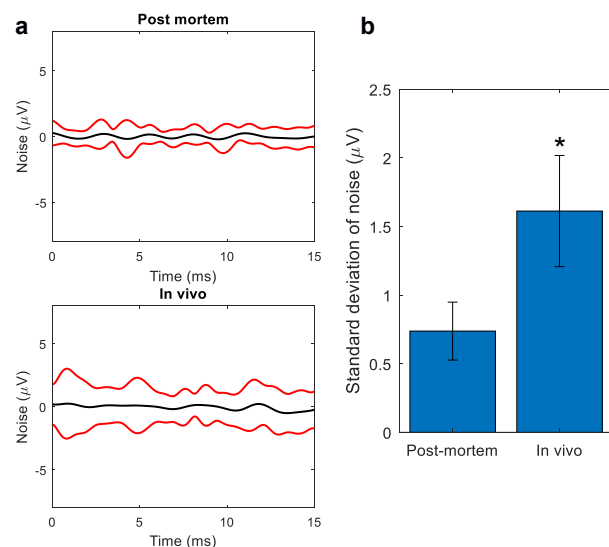 a
Post mortem
5
0
-5
Noise (μV)
0 5 10 15
Time (ms)
In vivo
5
0
-5
Noise (μV)
0 5 10 15
Time (ms)
b
2.5
2
1.5
1
0.5
0
Standard deviation of noise (μV)
*
Post-mortem In vivo